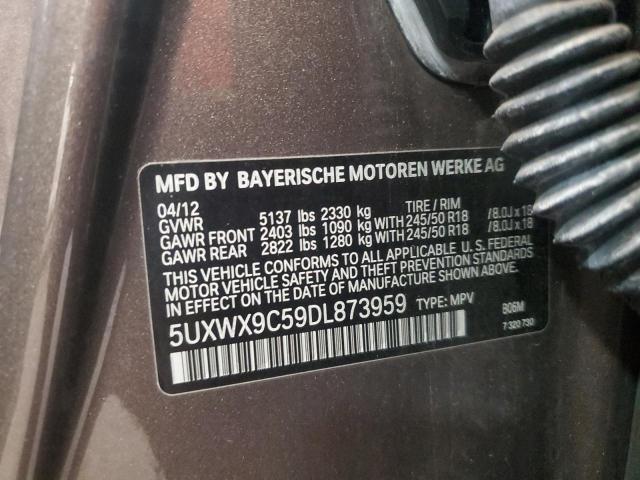 MFD BY BAYERISCHE MOTOREN WERKE AG
04/12 TIRE / RIM
GVWR 5137 lbs 2330 kg
GAWR FRONT 2403 lbs 1090 kg WITH 245/50 R18 / 8.0J x 18
GAWR REAR 2822 lbs 1280 kg WITH 245/50 R18 / 8.0J x 18
THIS VEHICLE CONFORMS TO ALL APPLICABLE U.S. FEDERAL
MOTOR VEHICLE SAFETY AND THEFT PREVENTION STANDARDS
IN EFFECT ON THE DATE OF MANUFACTURE SHOWN ABOVE.
5UXWX9C59DL873959 TYPE: MPV B06M
7 320 730